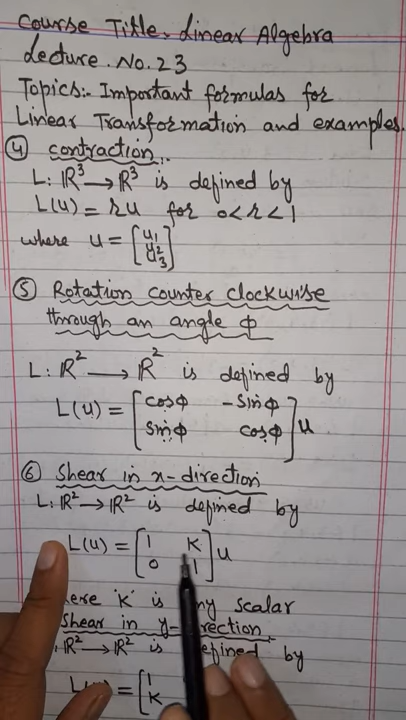 Course Title. Linear Algebra
Lecture. No. 23
Topics:- Important formulas for
Linear Transformation and examples.
④ contraction :-
L: ℝ³ → ℝ³ is defined by
L(u) = ru for 0<r<1
where u = [u₁ u₂ u₃]
⑤ Rotation counter clockwise
through an angle ϕ
L: ℝ² → ℝ² is defined by
L(u) = [cosϕ -sinϕ
sinϕ cosϕ] u
⑥ Shear in x-direction
L: ℝ² → ℝ² is defined by
L(u) = [1 K
0 1] u
'K' is scalar
Shear in y-
ℝ² → ℝ² is by
= [1
K